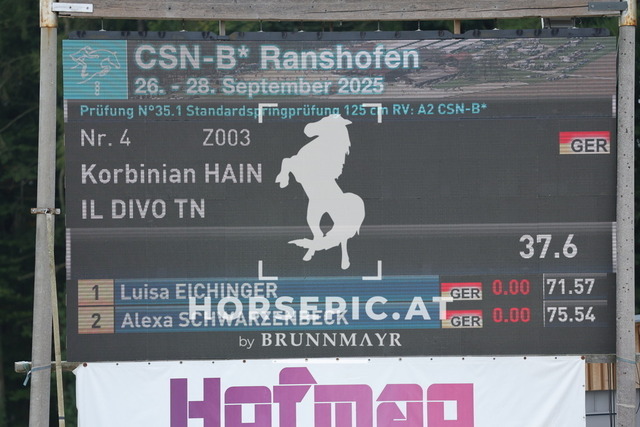 CSN-B* Ranshofen
26. - 28. September 2025
Prüfung N°35.1 Standardspringprüfung 125 cm RV: A2 CSN-B*
Nr. 4 Z003
GER
Korbinian HAIN
IL DIVO TN
37.6
1 Luisa EICHINGER GER 0.00 71.57
HORSEPIC.AT
2 Alexa SCHWARZENBECK GER 0.00 75.54
by BRUNNMAYR
Hofmag